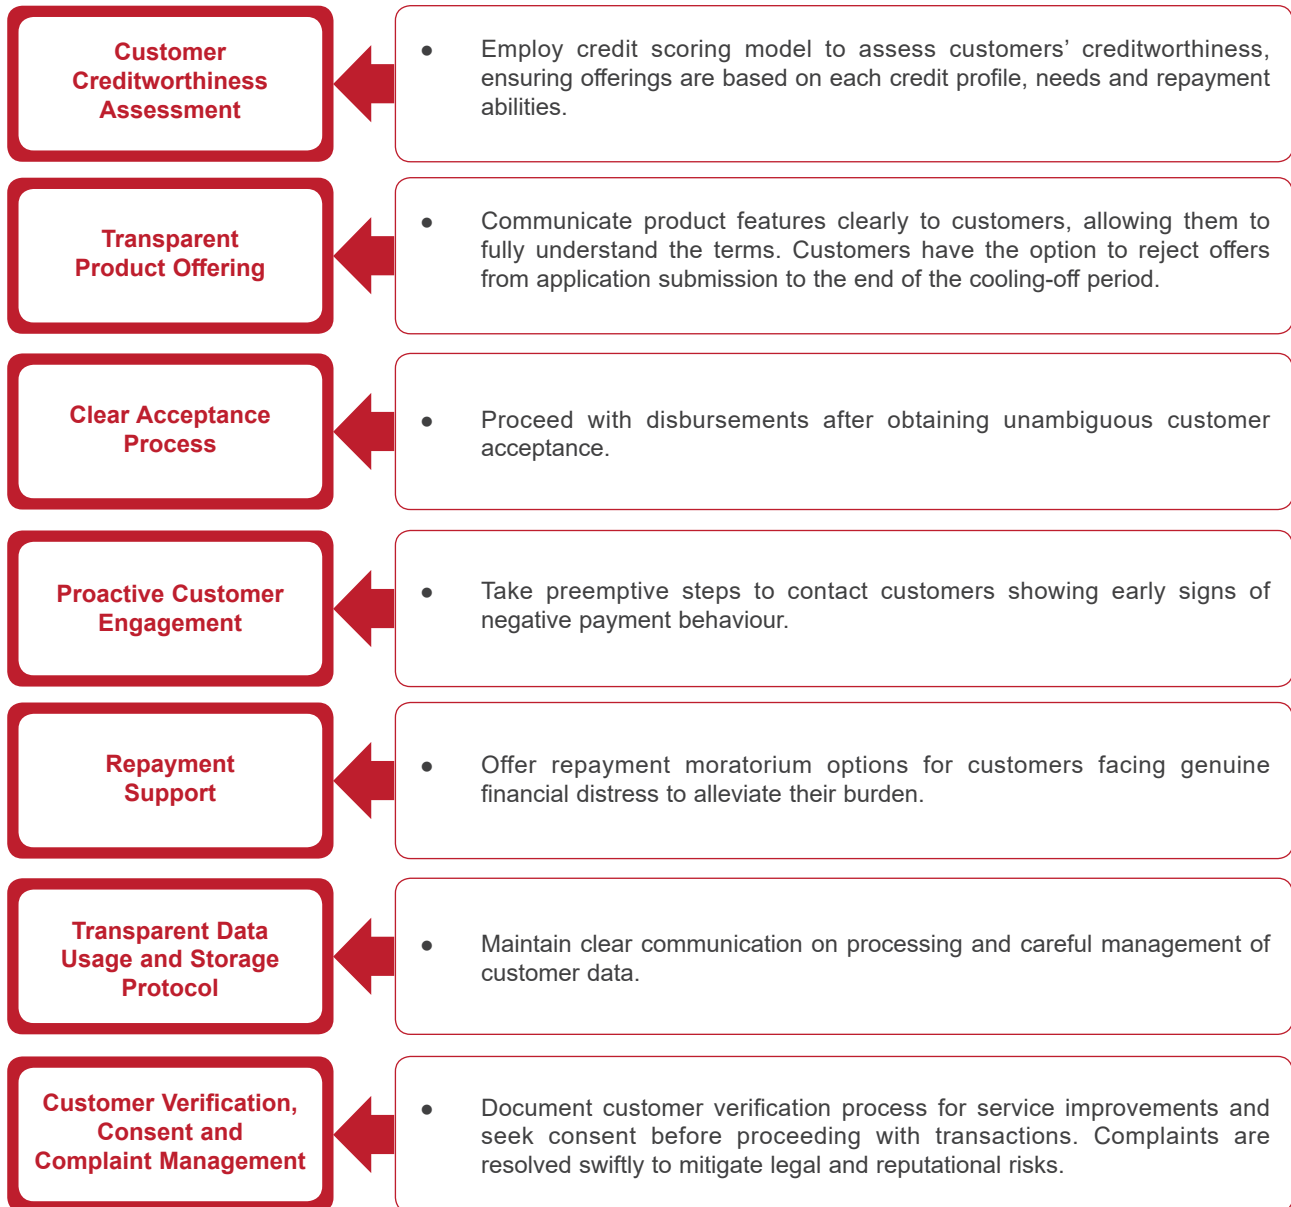 Customer
Creditworthiness
Assessment
● Employ credit scoring model to assess customers’ creditworthiness,
ensuring offerings are based on each credit profile, needs and repayment
abilities.
Transparent
Product Offering
● Communicate product features clearly to customers, allowing them to
fully understand the terms. Customers have the option to reject offers
from application submission to the end of the cooling-off period.
Clear Acceptance
Process
● Proceed with disbursements after obtaining unambiguous customer
acceptance.
Proactive Customer
Engagement
● Take preemptive steps to contact customers showing early signs of
negative payment behaviour.
Repayment
Support
● Offer repayment moratorium options for customers facing genuine
financial distress to alleviate their burden.
Transparent Data
Usage and Storage
Protocol
● Maintain clear communication on processing and careful management of
customer data.
Customer Verification,
Consent and
Complaint Management
● Document customer verification process for service improvements and
seek consent before proceeding with transactions. Complaints are
resolved swiftly to mitigate legal and reputational risks.